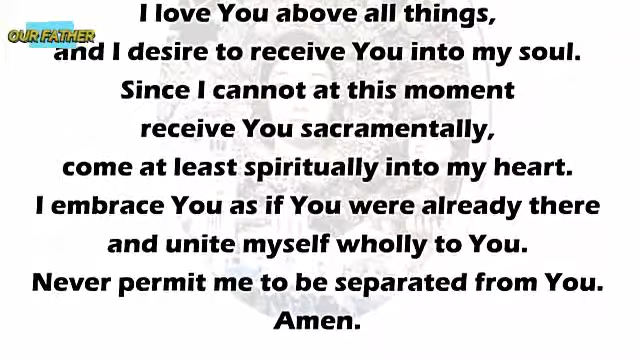 I love You above all things,
OUR FATHER
and I desire to receive You into my soul.
Since I cannot at this moment
receive You sacramentally,
come at least spiritually into my heart.
I embrace You as if You were already there
and unite myself wholly to You.
Never permit me to be separated from You.
Amen.